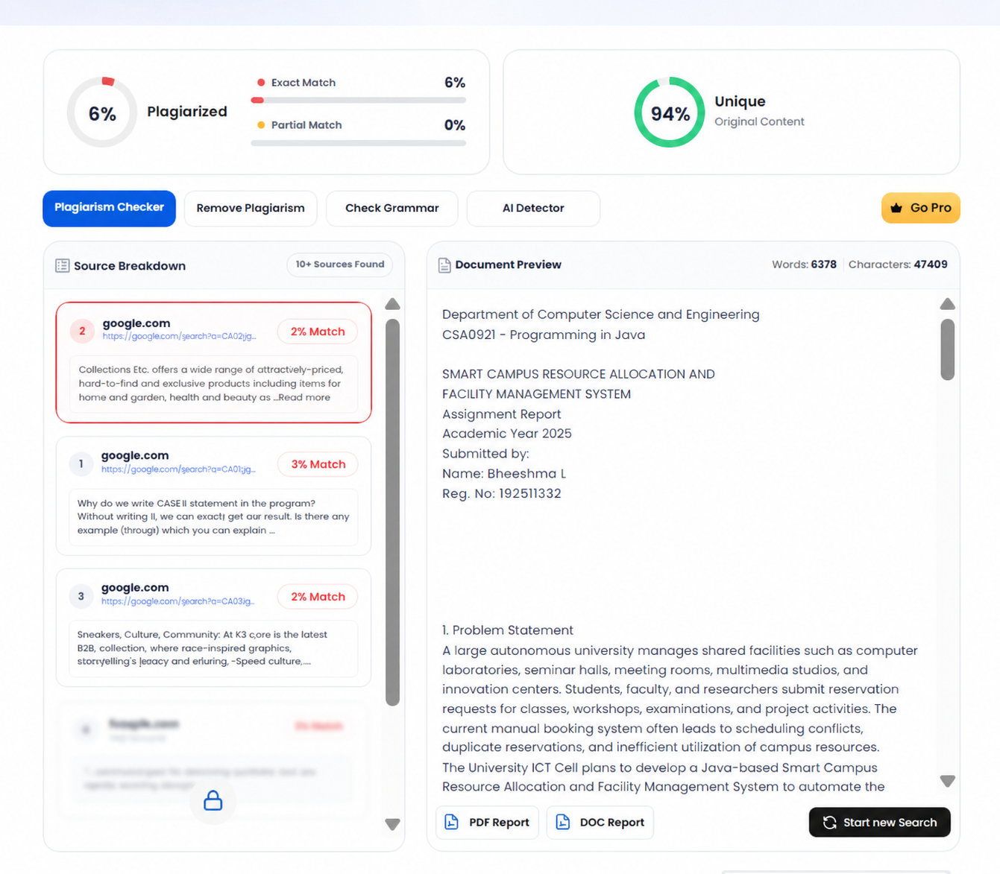 6%
Plagiarized
Exact Match 6%
Partial Match 0%
94%
Unique
Original Content
Plagiarism Checker
Remove Plagiarism
Check Grammar
AI Detector
Go Pro
Source Breakdown
10+ Sources Found
2
google.com
https://google.com/search?q=CA02jg...
2% Match
Collections Etc. offers a wide range of attractively-priced,
hard-to-find and exclusive products including items for
home and garden, health and beauty as ...Read more
1
google.com
https://google.com/search?q=CA01;jg...
3% Match
Why do we write CASE II statement in the program?
Without writing II, we can exact get our result. Is there any
example (through) which you can explain ...
3
google.com
https://google.com/search?q=CA03jg...
2% Match
Sneakers, Culture, Community: At K3 c,ore is the latest
B2B, collection, where race-inspired graphics,
and -Speed culture,....
Document Preview
Words: 6378
Characters: 47409
Department of Computer Science and Engineering
CSA0921 - Programming in Java
SMART CAMPUS RESOURCE ALLOCATION AND
FACILITY MANAGEMENT SYSTEM
Assignment Report
Academic Year 2025
Submitted by:
Name: Bheeshma L
Reg. No: 192511332
1. Problem Statement
A large autonomous university manages shared facilities such as computer
laboratories, seminar halls, meeting rooms, multimedia studios, and
innovation centers. Students, faculty, and researchers submit reservation
requests for classes, workshops, examinations, and project activities. The
current manual booking system often leads to scheduling conflicts,
duplicate reservations, and inefficient utilization of campus resources.
The University ICT Cell plans to develop a Java-based Smart Campus
Resource Allocation and Facility Management System to automate the
PDF Report
DOC Report
Start new Search